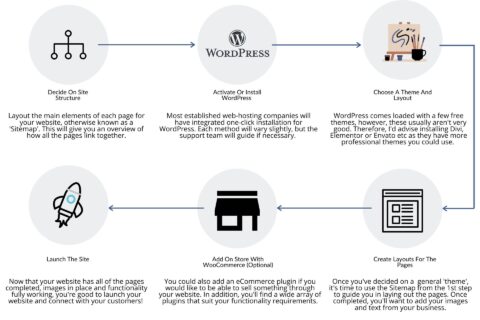 WORDPRESS
Decide On Site
Structure
Layout the main elements of each page for
your website, otherwise known as a
'Sitemap'. This will give you an overview of
how all the pages link together.
Activate Or Install
WordPress
Most established web-hosting companies will
have integrated one-click installation for
WordPress. Each method will vary slightly, but the
support team will guide if necessary.
Choose A Theme And
Layout
WordPress comes loaded with a few free
themes, however, these usually aren't very
good. Therefore, I'd advise installing Divi,
Elementor or Envato etc as they have more
professional themes you could use.
Create Layouts For The
Pages
Once you've decided on a general 'theme',
it's time to use the Sitemap from the 1st step
to guide you in laying out the pages. Once
completed, you'll want to add your images
and text from your business.
Add On Store With
WooCommerce (Optional)
You could also add an eCommerce plugin if you
would like to be able to sell something through
your website. In addition, you'll find a wide array of
plugins that suit your functionality requirements.
Launch The Site
Now that your website has all of the pages
completed, images in place and functionality
fully working, you're good to launch your
website and connect with your customers!